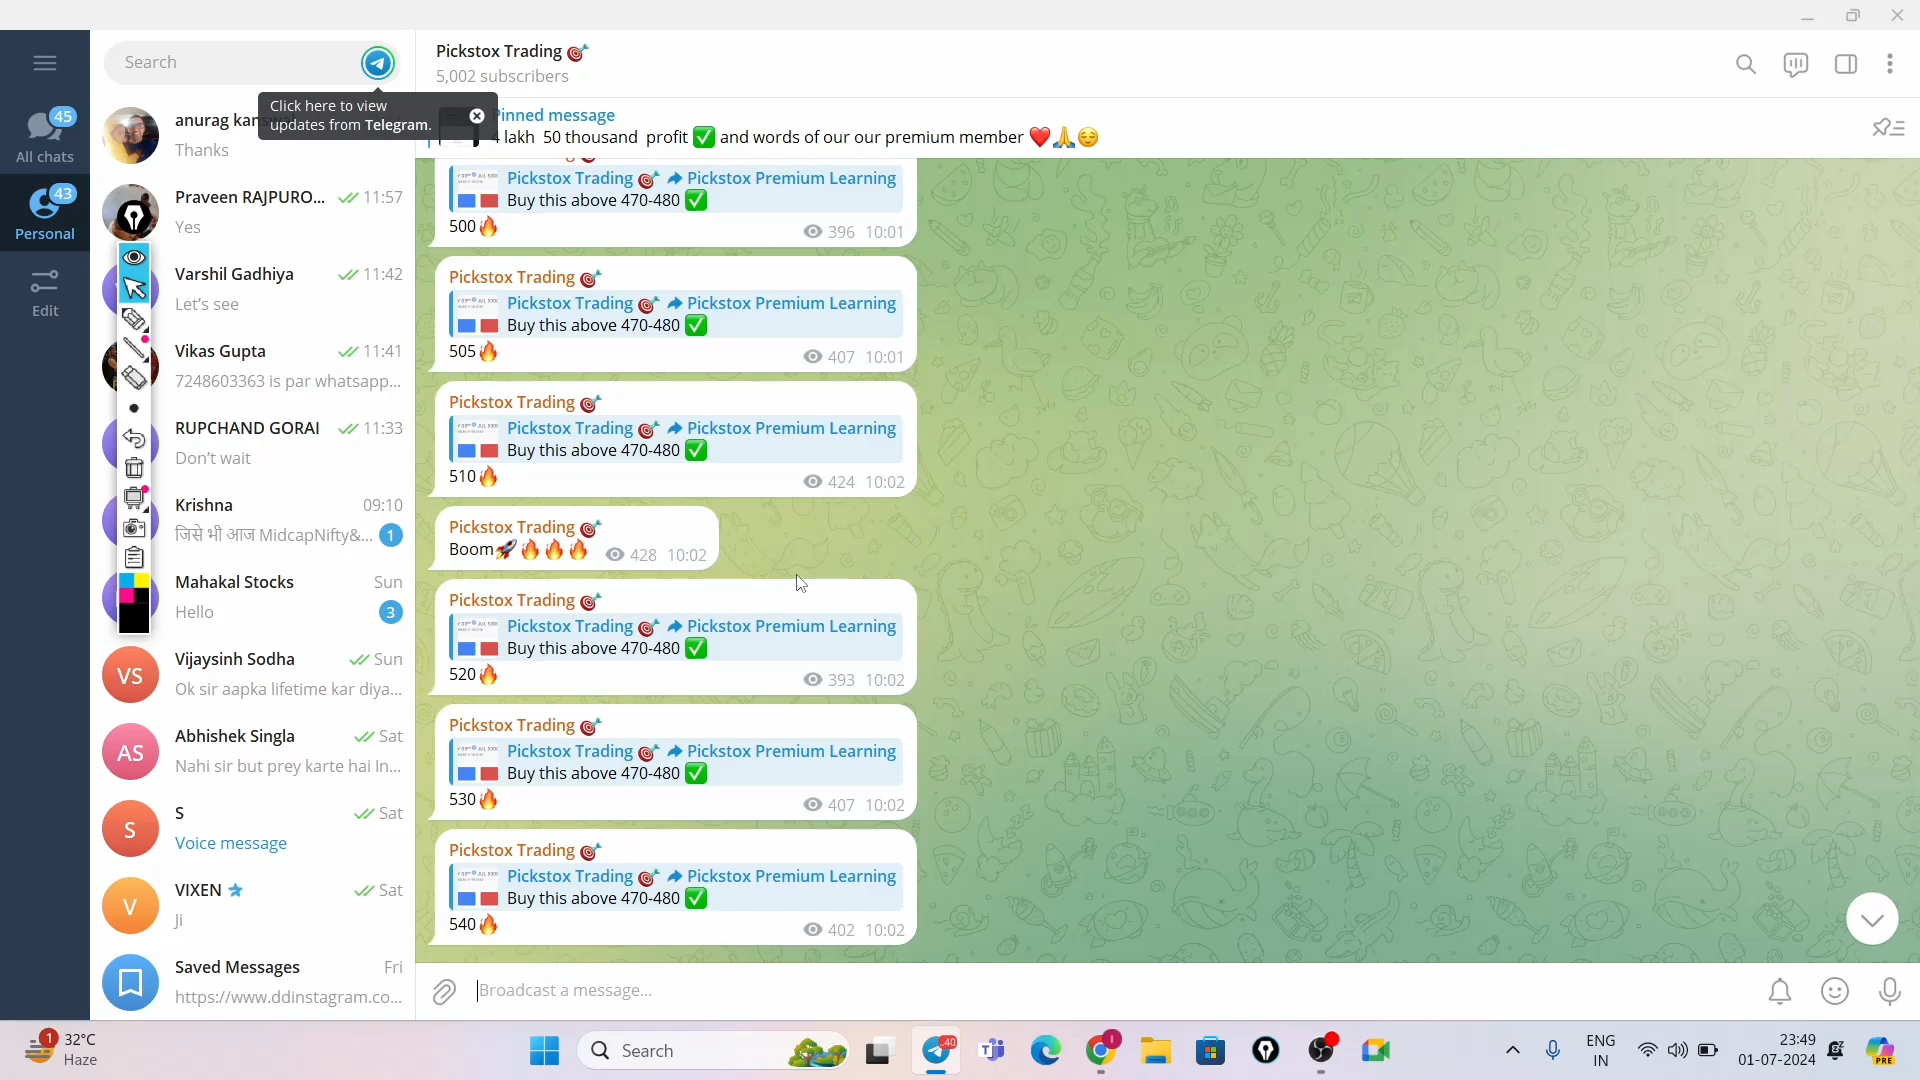 Search
45
All chats
43
Personal
Edit
Click here to view
updates from Telegram.
anurag
Thanks
Praveen RAJPURO... 11:57
Yes
Varshil Gadhiya 11:42
Let's see
Vikas Gupta 11:41
7248603363 is par whatsapp...
RUPCHAND GORAI 11:33
Don't wait
Krishna 09:10
जिसे भी आज MidcapNifty&... 1
Mahakal Stocks Sun
Hello 3
VS Vijaysinh Sodha Sun
Ok sir aapka lifetime kar diya...
AS Abhishek Singla Sat
Nahi sir but prey karte hai In...
S S Sat
Voice message
V VIXEN Sat
Ji
Saved Messages Fri
https://www.ddinstagram.co...
Pickstox Trading 🎯
5,002 subscribers
Pinned message
4 lakh 50 thousand profit ✅ and words of our our premium member ❤️🙏😌
Pickstox Trading 🎯 Pickstox Premium Learning
Buy this above 470-480 ✅
500🔥 396 10:01
Pickstox Trading 🎯
Pickstox Trading 🎯 Pickstox Premium Learning
Buy this above 470-480 ✅
505🔥 407 10:01
Pickstox Trading 🎯
Pickstox Trading 🎯 Pickstox Premium Learning
Buy this above 470-480 ✅
510🔥 424 10:02
Pickstox Trading 🎯
Boom🚀🔥🔥🔥 428 10:02
Pickstox Trading 🎯
Pickstox Trading 🎯 Pickstox Premium Learning
Buy this above 470-480 ✅
520🔥 393 10:02
Pickstox Trading 🎯
Pickstox Trading 🎯 Pickstox Premium Learning
Buy this above 470-480 ✅
530🔥 407 10:02
Pickstox Trading 🎯
Pickstox Trading 🎯 Pickstox Premium Learning
Buy this above 470-480 ✅
540🔥 402 10:02
Broadcast a message...
1 32°C
Haze
Search
ENG
IN
23:49
01-07-2024
PRE